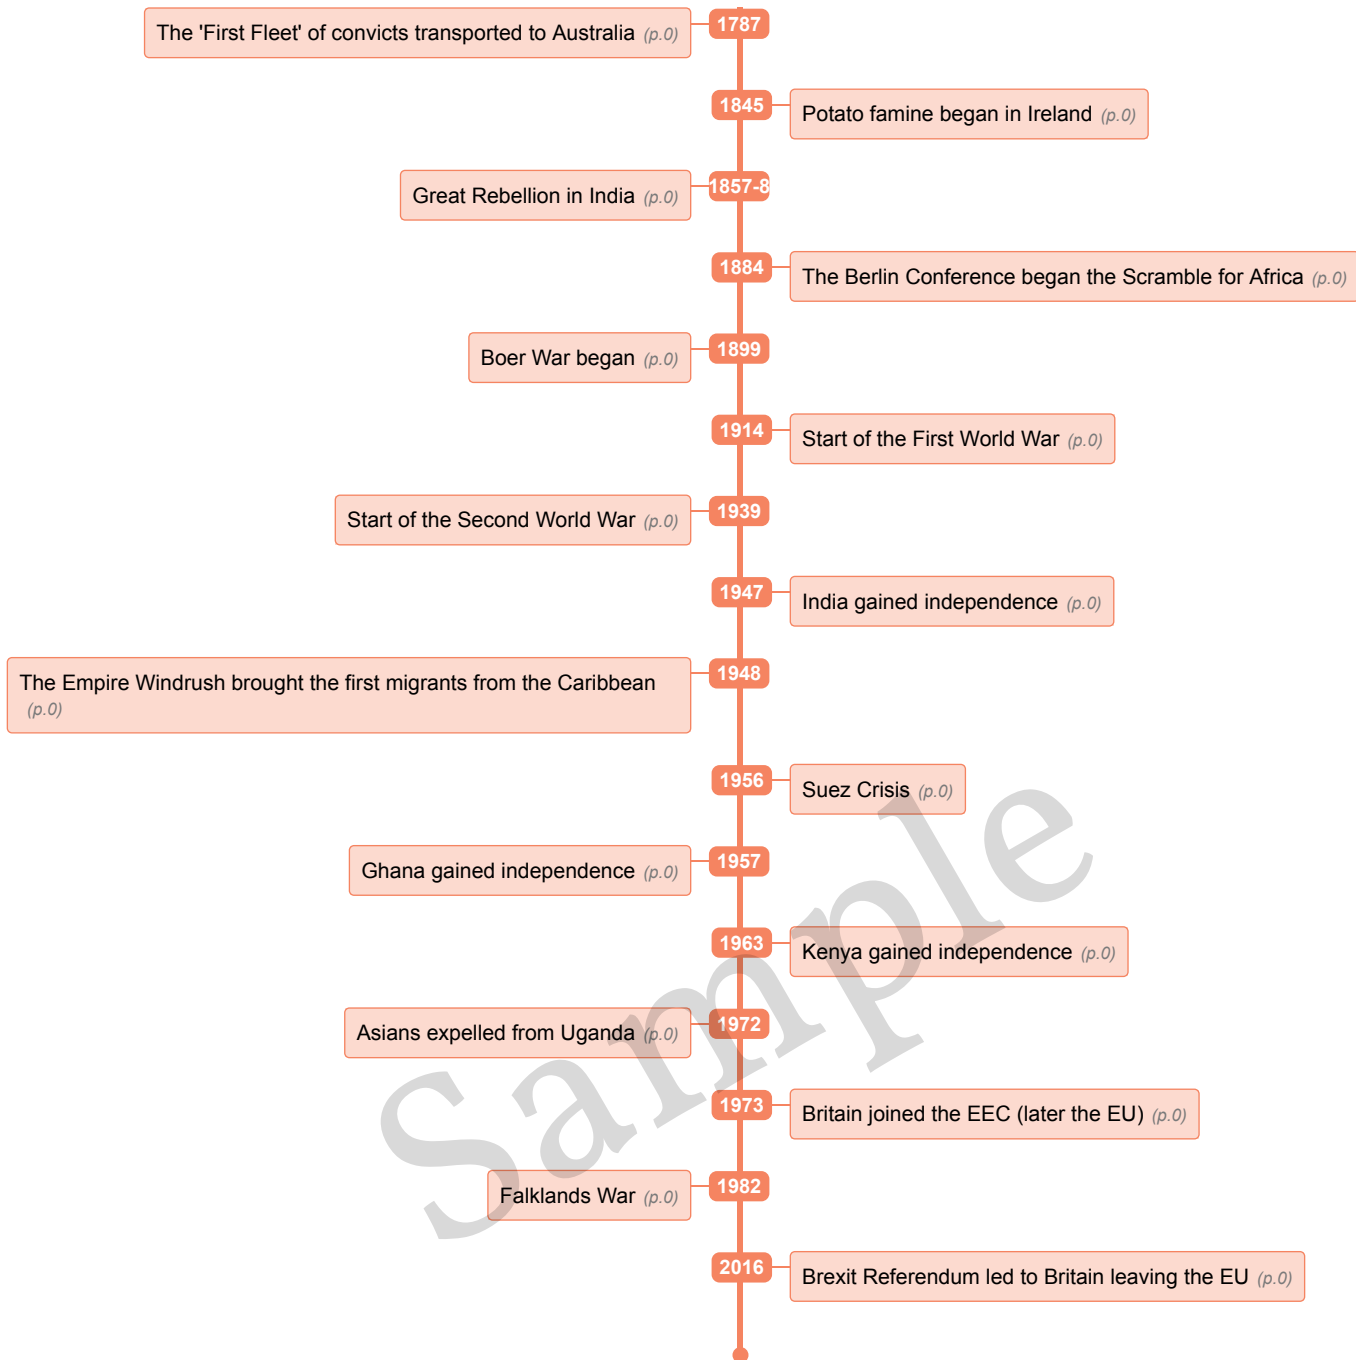 The 'First Fleet' of convicts transported to Australia (p.0)
1787
1845
Potato famine began in Ireland (p.0)
Great Rebellion in India (p.0)
1857-8
1884
The Berlin Conference began the Scramble for Africa (p.0)
Boer War began (p.0)
1899
1914
Start of the First World War (p.0)
Start of the Second World War (p.0)
1939
1947
India gained independence (p.0)
The Empire Windrush brought the first migrants from the Caribbean
(p.0)
1948
1956
Suez Crisis (p.0)
Ghana gained independence (p.0)
1957
1963
Kenya gained independence (p.0)
Asians expelled from Uganda (p.0)
1972
1973
Britain joined the EEC (later the EU) (p.0)
Falklands War (p.0)
1982
2016
Brexit Referendum led to Britain leaving the EU (p.0)
Sample